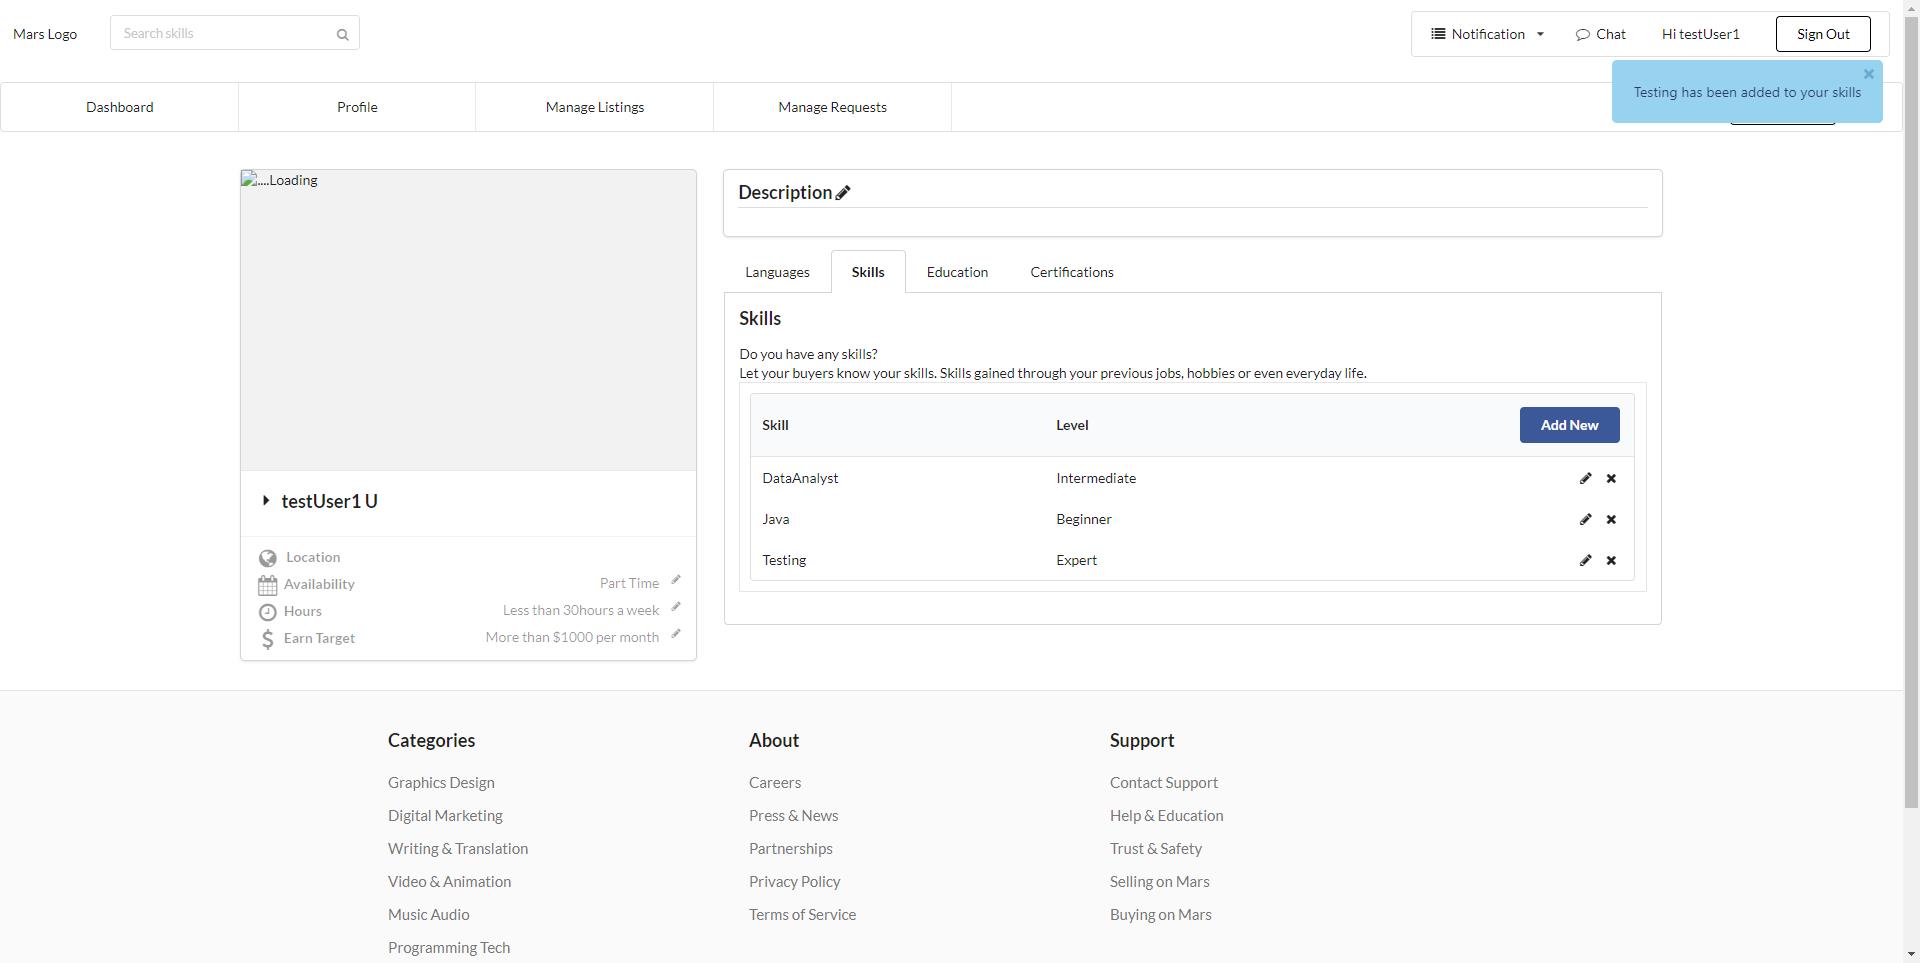 Mars Logo
Search skills
Notification
Chat
Hi testUser1
Sign Out
Testing has been added to your skills
Dashboard
Profile
Manage Listings
Manage Requests
....Loading
testUser1 U
Location
Availability
Part Time
Hours
Less than 30hours a week
Earn Target
More than $1000 per month
Description
Languages
Skills
Education
Certifications
Skills
Do you have any skills?
Let your buyers know your skills. Skills gained through your previous jobs, hobbies or even everyday life.
Skill
Level
Add New
DataAnalyst
Intermediate
Java
Beginner
Testing
Expert
Categories
Graphics Design
Digital Marketing
Writing & Translation
Video & Animation
Music Audio
Programming Tech
About
Careers
Press & News
Partnerships
Privacy Policy
Terms of Service
Support
Contact Support
Help & Education
Trust & Safety
Selling on Mars
Buying on Mars